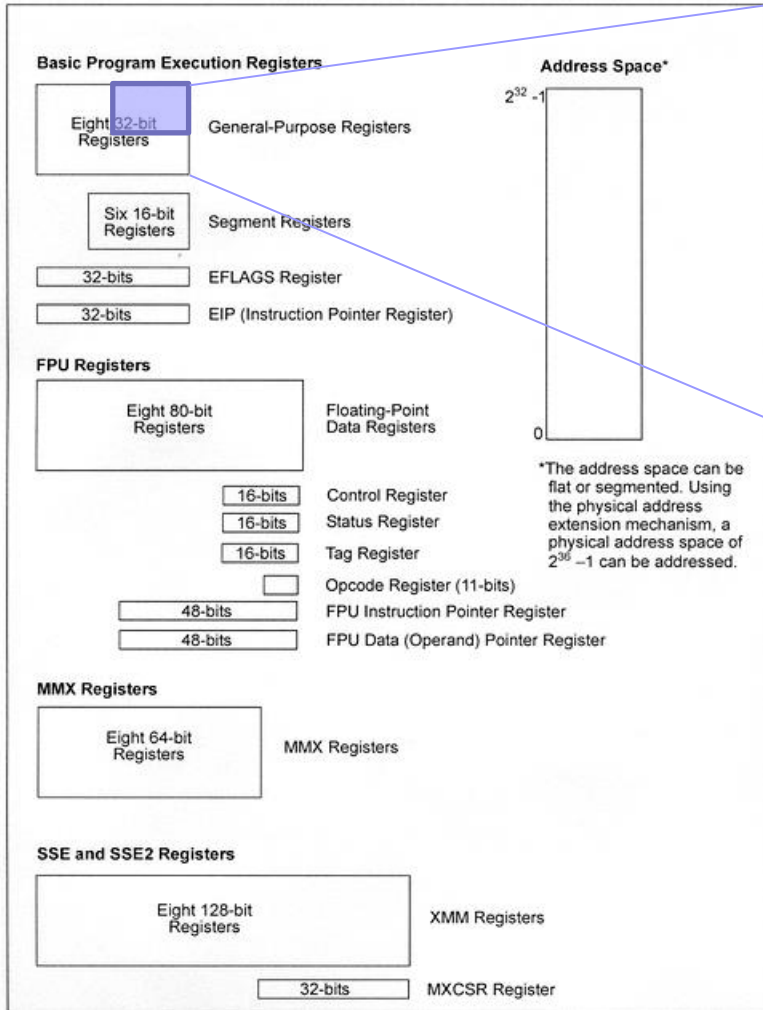 Basic Program Execution Registers
Eight 32-bit
Registers
General-Purpose Registers
Six 16-bit
Registers
Segment Registers
32-bits
EFLAGS Register
32-bits
EIP (Instruction Pointer Register)
FPU Registers
Eight 80-bit
Registers
Floating-Point
Data Registers
16-bits
Control Register
16-bits
Status Register
16-bits
Tag Register
Opcode Register (11-bits)
48-bits
FPU Instruction Pointer Register
48-bits
FPU Data (Operand) Pointer Register
MMX Registers
Eight 64-bit
Registers
MMX Registers
SSE and SSE2 Registers
Eight 128-bit
Registers
XMM Registers
32-bits
MXCSR Register
Address Space*
2³² -1
0
*The address space can be
flat or segmented. Using
the physical address
extension mechanism, a
physical address space of
2³⁶ –1 can be addressed.